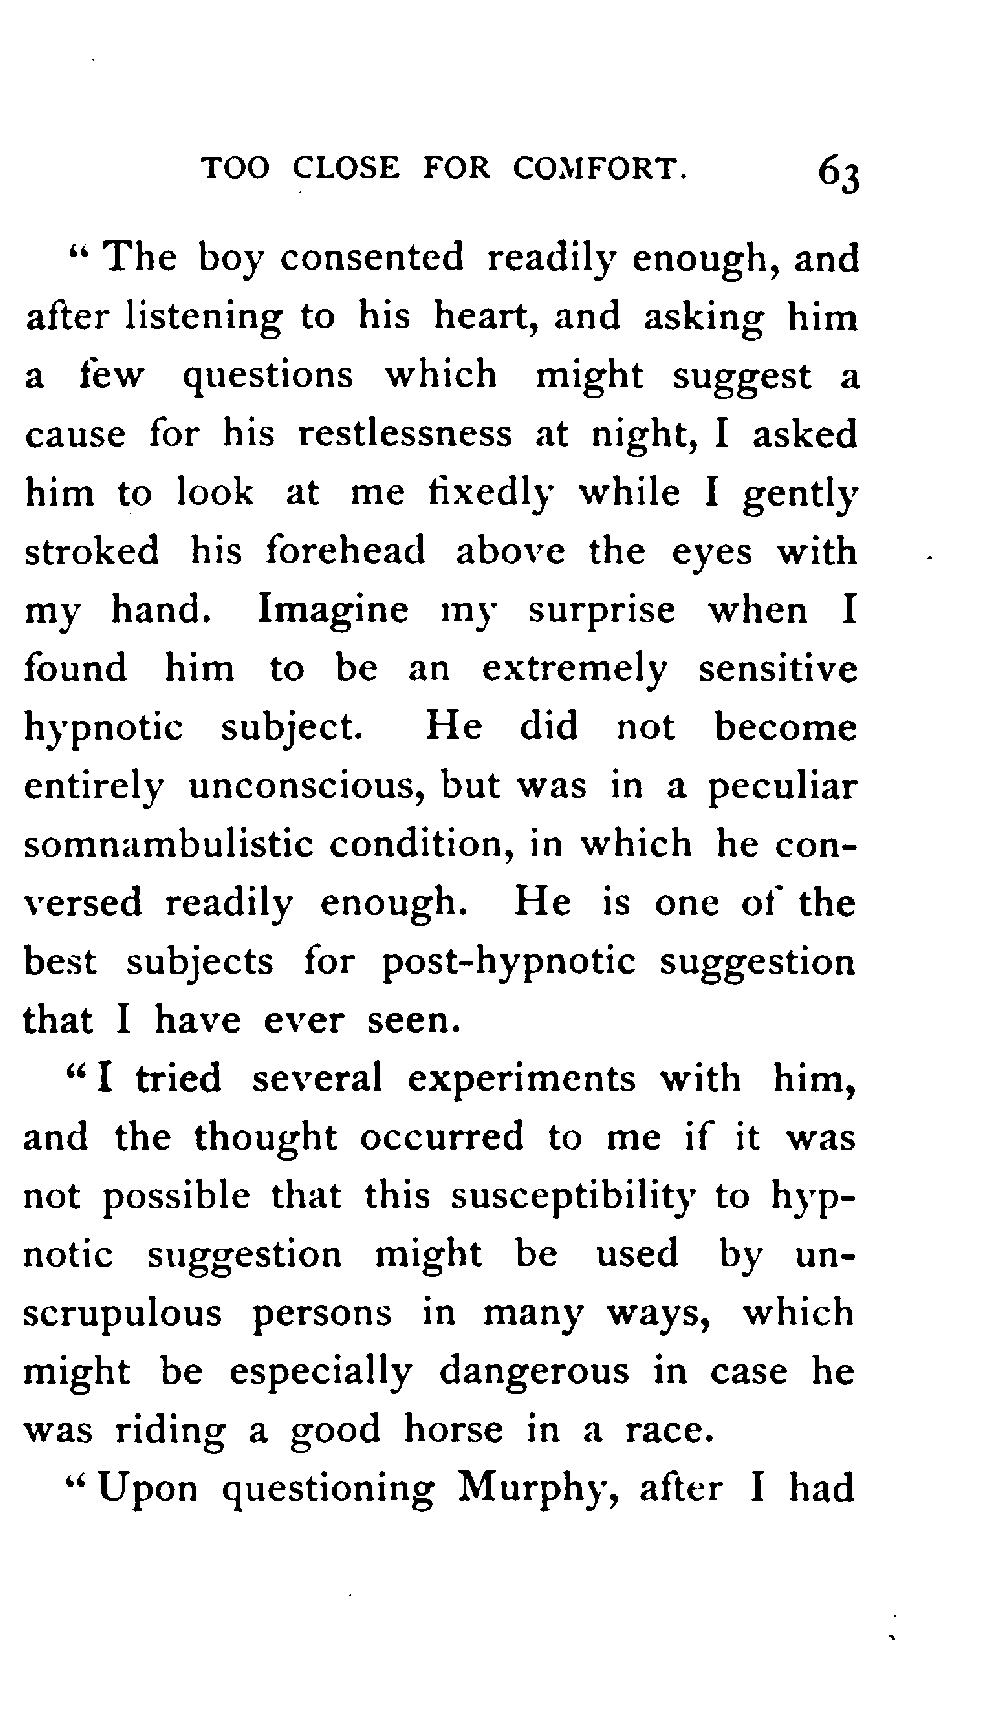 TOO CLOSE FOR COMFORT. 63
“ The boy consented readily enough, and
after listening to his heart, and asking him
a few questions which might suggest a
cause for his restlessness at night, I asked
him to look at me fixedly while I gently
stroked his forehead above the eyes with
my hand. Imagine my surprise when I
found him to be an extremely sensitive
hypnotic subject. He did not become
entirely unconscious, but was in a peculiar
somnambulistic condition, in which he con-
versed readily enough. He is one of the
best subjects for post-hypnotic suggestion
that I have ever seen.
“ I tried several experiments with him,
and the thought occurred to me if it was
not possible that this susceptibility to hyp-
notic suggestion might be used by un-
scrupulous persons in many ways, which
might be especially dangerous in case he
was riding a good horse in a race.
“ Upon questioning Murphy, after I had